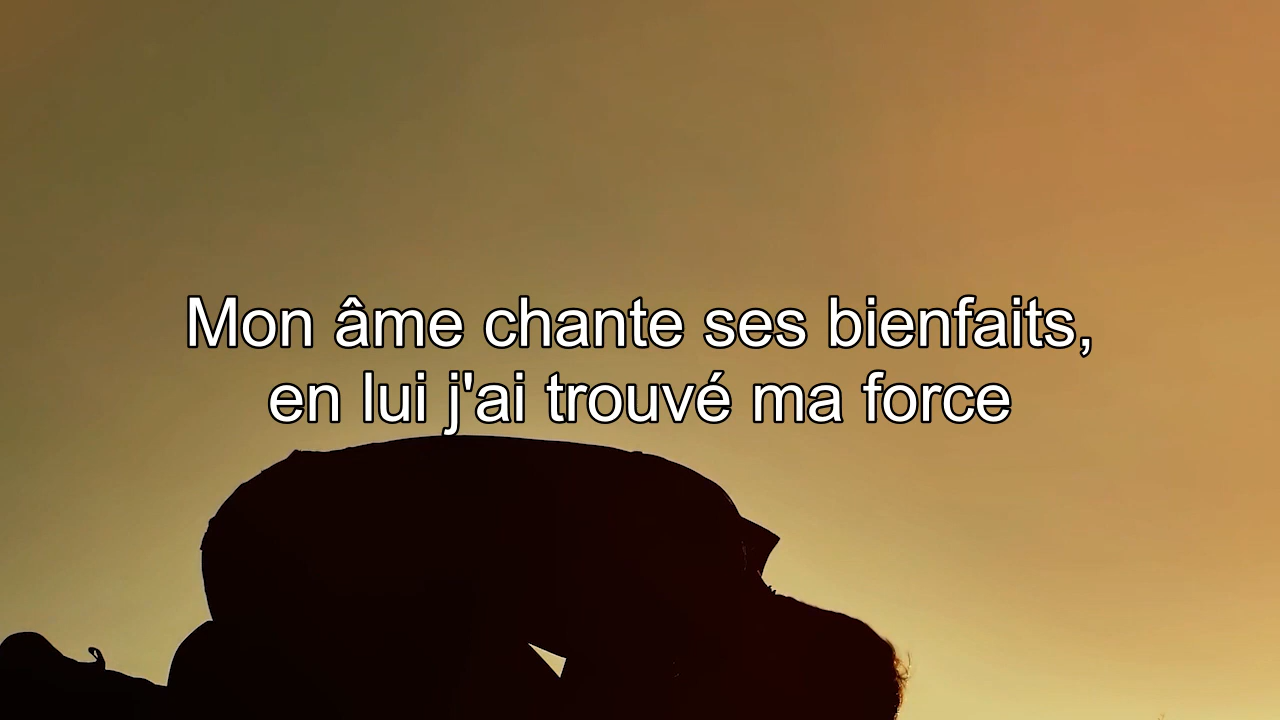 Mon âme chante ses bienfaits,
en lui j'ai trouvé ma force